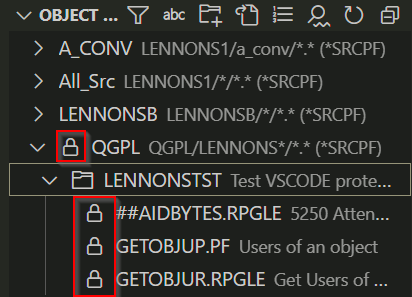 OBJECT ... abc
A_CONV LENNONS1/a_conv/*.* (*SRCPF)
All_Src LENNONS1/*/*.* (*SRCPF)
LENNONSB LENNONSB/*/*.* (*SRCPF)
QGPL QGPL/LENNONS*/*.* (*SRCPF)
LENNONSTST Test VSCODE prote...
##AIDBYTES.RPGLE 5250 Atten...
GETOBJUP.PF Users of an object
GETOBJUR.RPGLE Get Users of ...